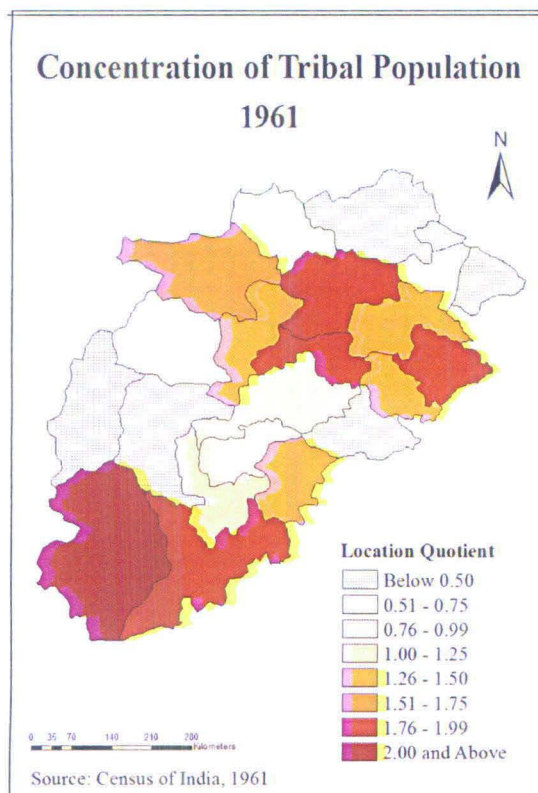 Concentration of Tribal Population
1961
N
Location Quotient
Below 0.50
0.51 - 0.75
0.76 - 0.99
1.00 - 1.25
1.26 - 1.50
1.51 - 1.75
1.76 - 1.99
2.00 and Above
0 35 70 140 210 280
Kilometers
Source: Census of India, 1961